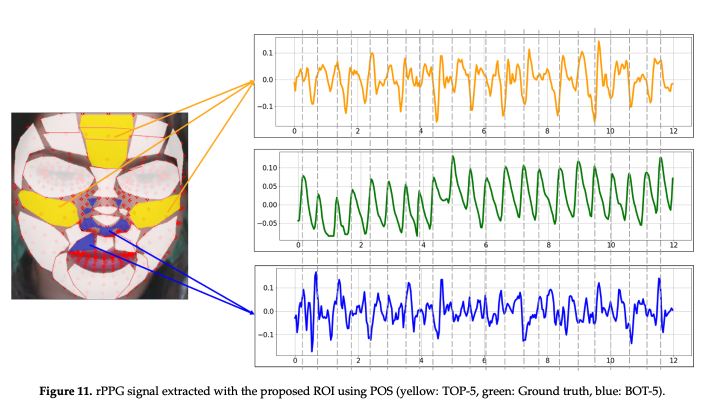 0.1
0.0
−0.1
0 2 4 6 8 10 12
0.10
0.05
0.00
−0.05
0 2 4 6 8 10 12
0.1
0.0
−0.1
0 2 4 6 8 10 12
Figure 11. rPPG signal extracted with the proposed ROI using POS (yellow: TOP-5, green: Ground truth, blue: BOT-5).